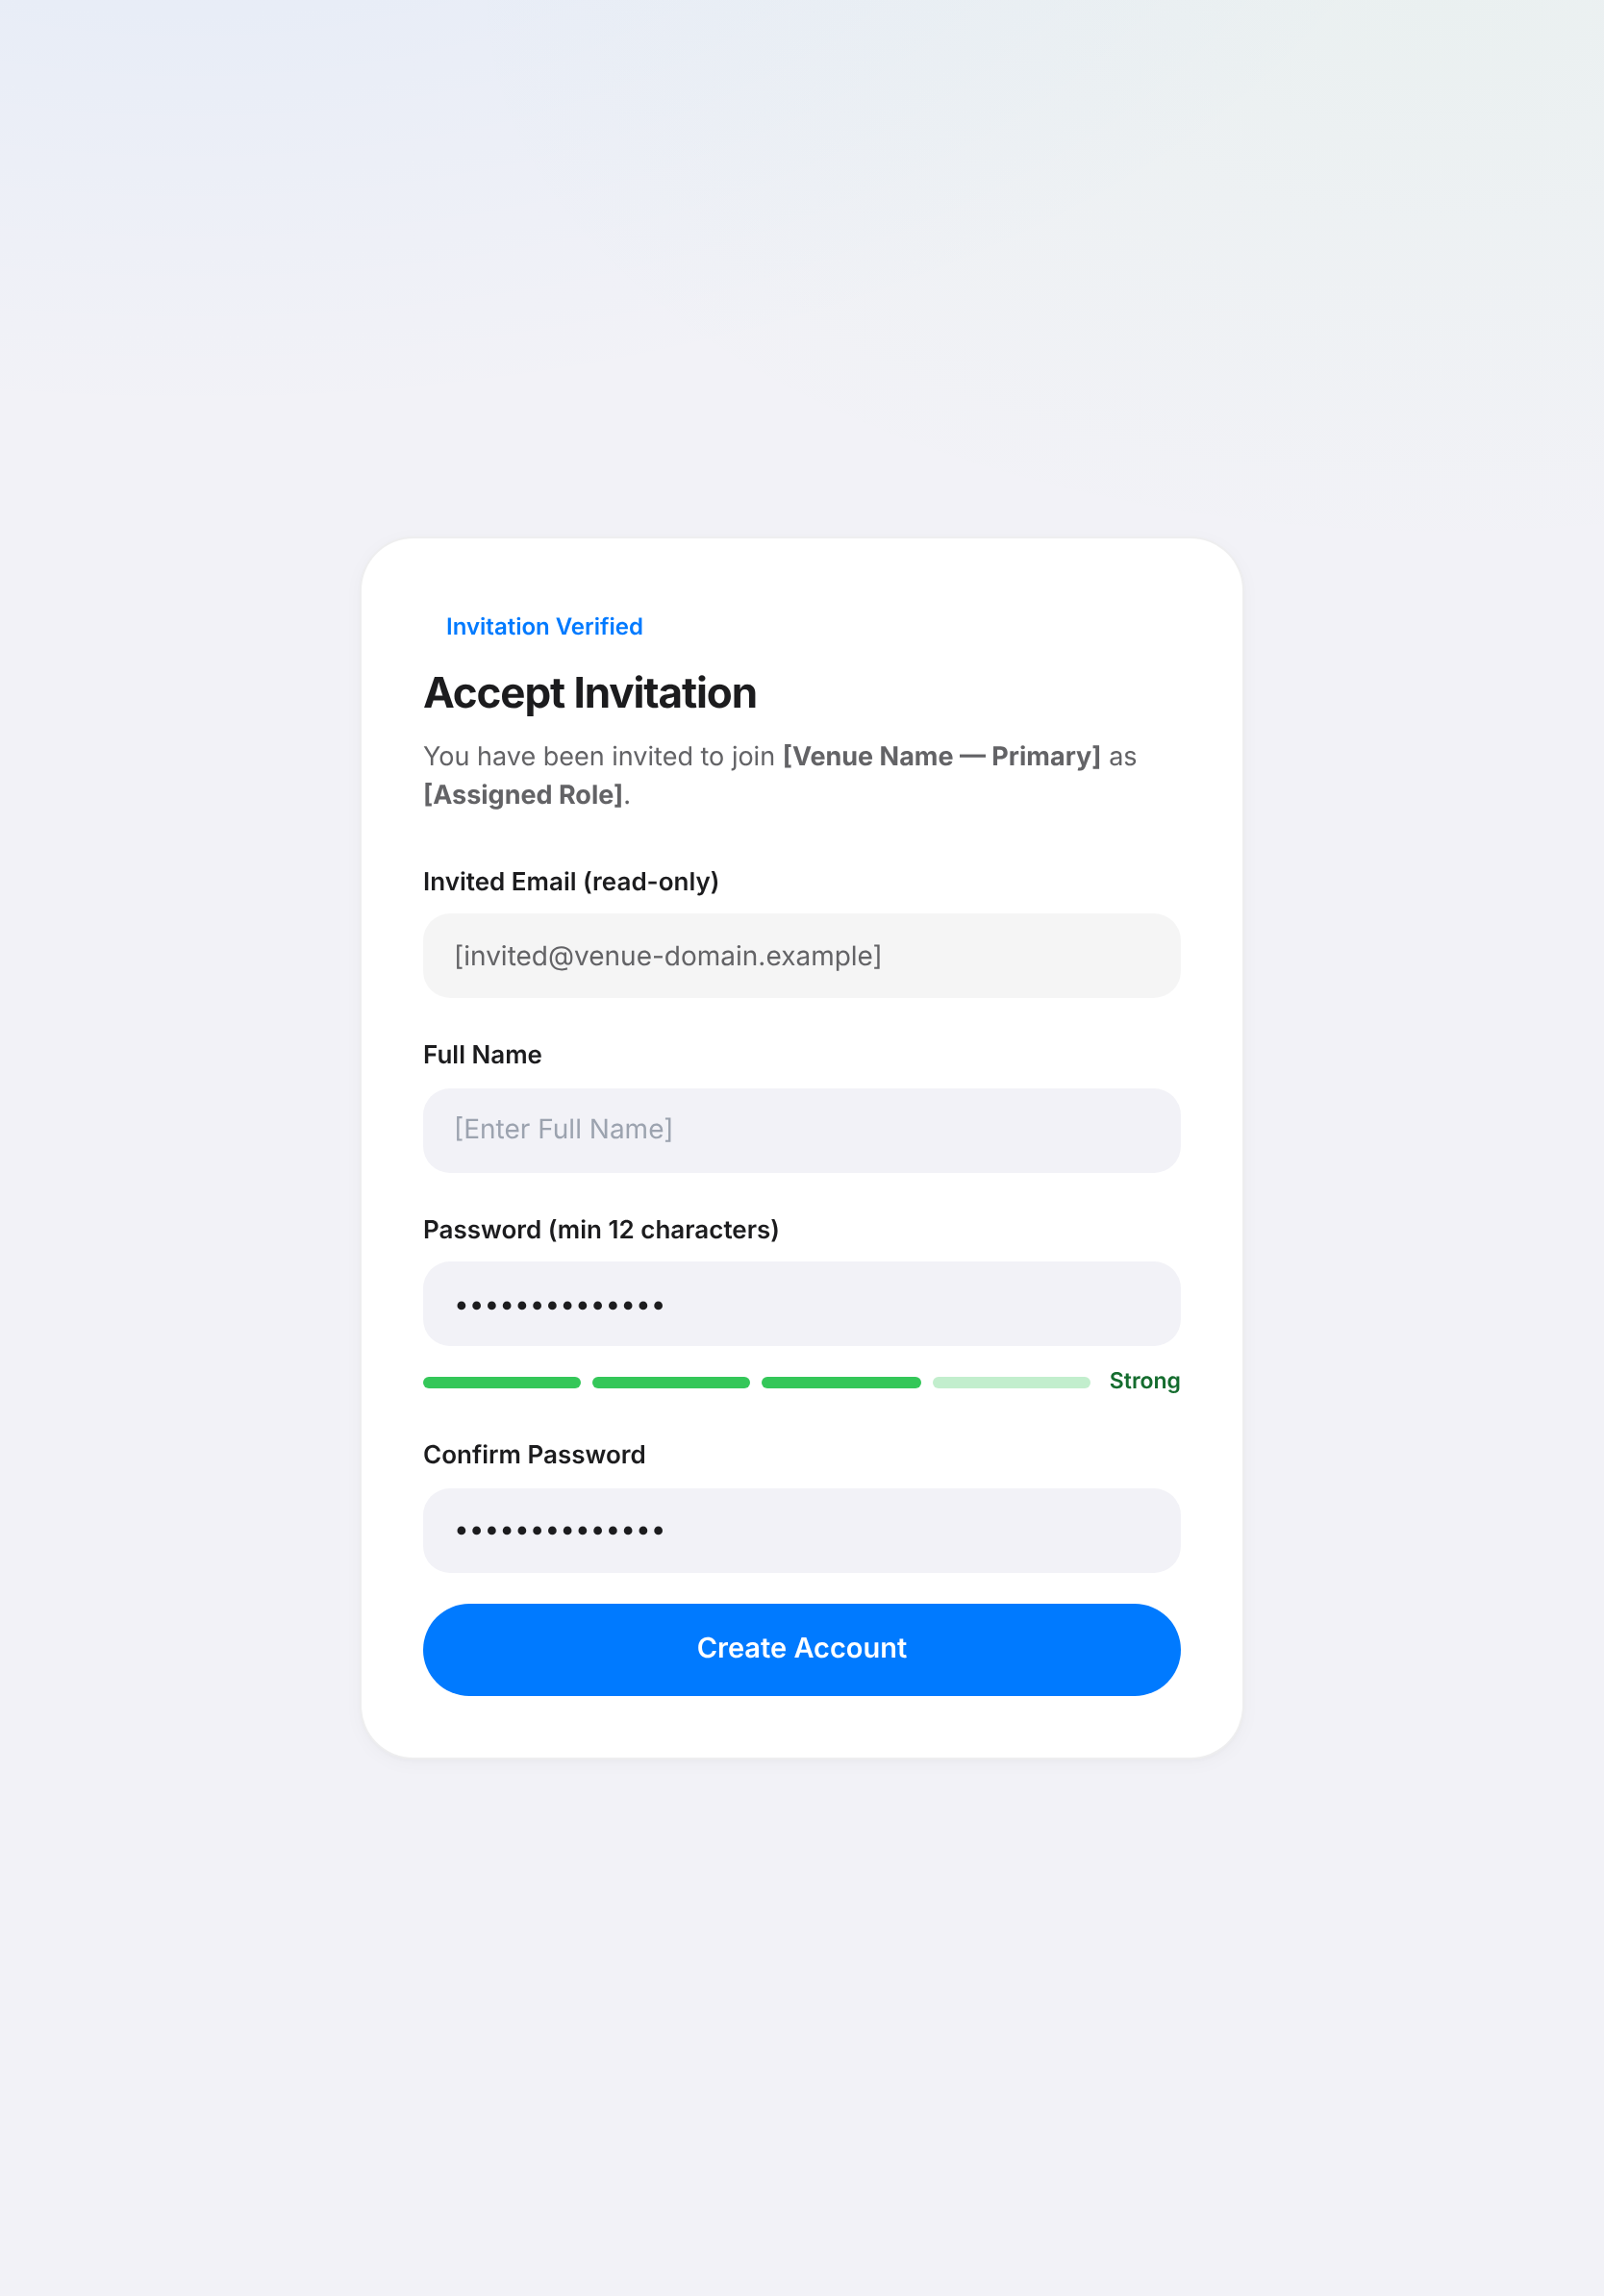 Invitation Verified
Accept Invitation
You have been invited to join [Venue Name — Primary] as
[Assigned Role].
Invited Email (read-only)
[invited@venue-domain.example]
Full Name
[Enter Full Name]
Password (min 12 characters)
••••••••••••••
Strong
Confirm Password
••••••••••••••
Create Account